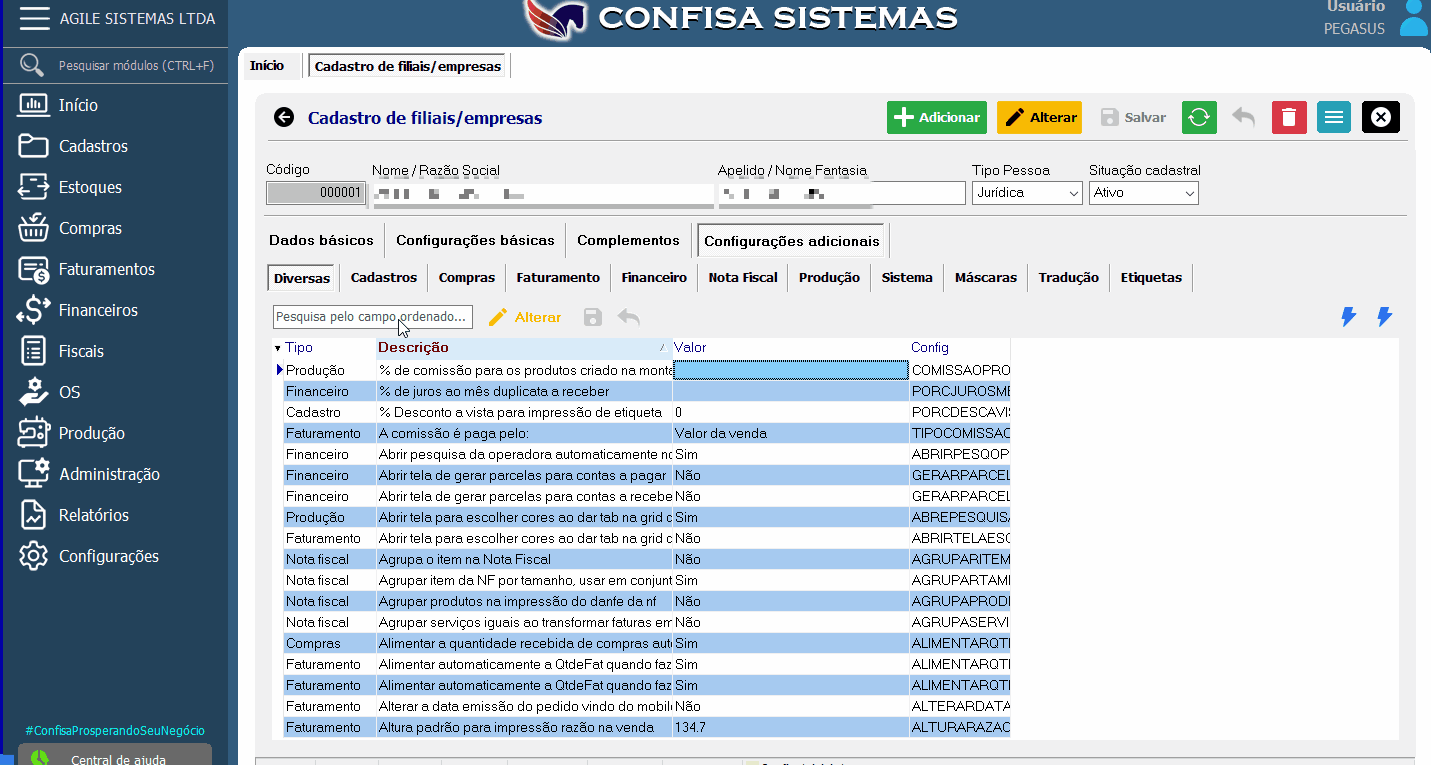 AGILE SISTEMAS LTDA
CONFISA SISTEMAS
Usuário
PEGASUS
Pesquisar módulos (CTRL+F)
Início
Cadastros
Estoques
Compras
Faturamentos
Financeiros
Fiscais
OS
Produção
Administração
Relatórios
Configurações
#ConfisaProsperandoSeuNegócio
Central de ajuda
Início Cadastro de filiais/empresas
Cadastro de filiais/empresas Adicionar Alterar Salvar
Código Nome / Razão Social Apelido / Nome Fantasia Tipo Pessoa Situação cadastral
000001 Jurídica Ativo
Dados básicos Configurações básicas Complementos Configurações adicionais
Diversas Cadastros Compras Faturamento Financeiro Nota Fiscal Produção Sistema Máscaras Tradução Etiquetas
Pesquisa pelo campo ordenado... Alterar
Tipo Descrição Valor Config
Produção % de comissão para os produtos criado na monta COMISSAOPRO
Financeiro % de juros ao mês duplicata a receber PORCJUROSME
Cadastro % Desconto a vista para impressão de etiqueta 0 PORCDESCAVIS
Faturamento A comissão é paga pelo: Valor da venda TIPOCOMISSAO
Financeiro Abrir pesquisa da operadora automaticamente no Sim ABRIRPESQOP
Financeiro Abrir tela de gerar parcelas para contas a pagar Não GERARPARCEL
Financeiro Abrir tela de gerar parcelas para contas a recebe Não GERARPARCEL
Produção Abrir tela para escolher cores ao dar tab na grid d Sim ABREPESQUISA
Faturamento Abrir tela para escolher cores ao dar tab na grid d Não ABRIRTELAESC
Nota fiscal Agrupa o item na Nota Fiscal Não AGRUPARITEM
Nota fiscal Agrupar item da NF por tamanho, usar em conjunt Sim AGRUPARTAMI
Nota fiscal Agrupar produtos na impressão do danfe da nf Não AGRUPAPRODI
Nota fiscal Agrupar serviços iguais ao transformar faturas em Não AGRUPASERVI
Compras Alimentar a quantidade recebida de compras aut Sim ALIMENTARQTI
Faturamento Alimentar automaticamente a QtdeFat quando faz Sim ALIMENTARQTI
Faturamento Alimentar automaticamente a QtdeFat quando faz Sim ALIMENTARQTI
Faturamento Alterar a data emissão do pedido vindo do mobil Não ALTERARDATA
Faturamento Altura padrão para impressão razão na venda 134.7 ALTURARAZAO